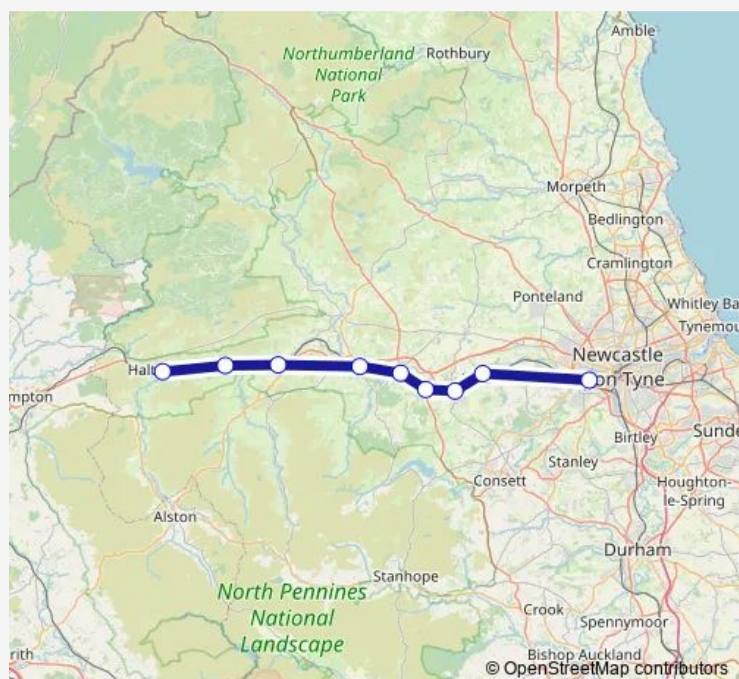 Amble
Northumberland
National
Park
Rothbury
Morpeth
Bedlington
Cramlington
Ponteland
Whitley Ba
Tynemou
Newcastle
on Tyne
Halt
mpton
Birtley
Sunde
Stanley
Consett
Houghton-
le-Spring
Alston
Durham
Stanhope
North Pennines
National
Landscape
Crook
Spennymoor
Bishop Auckland
rith
© OpenStreetMap contributors